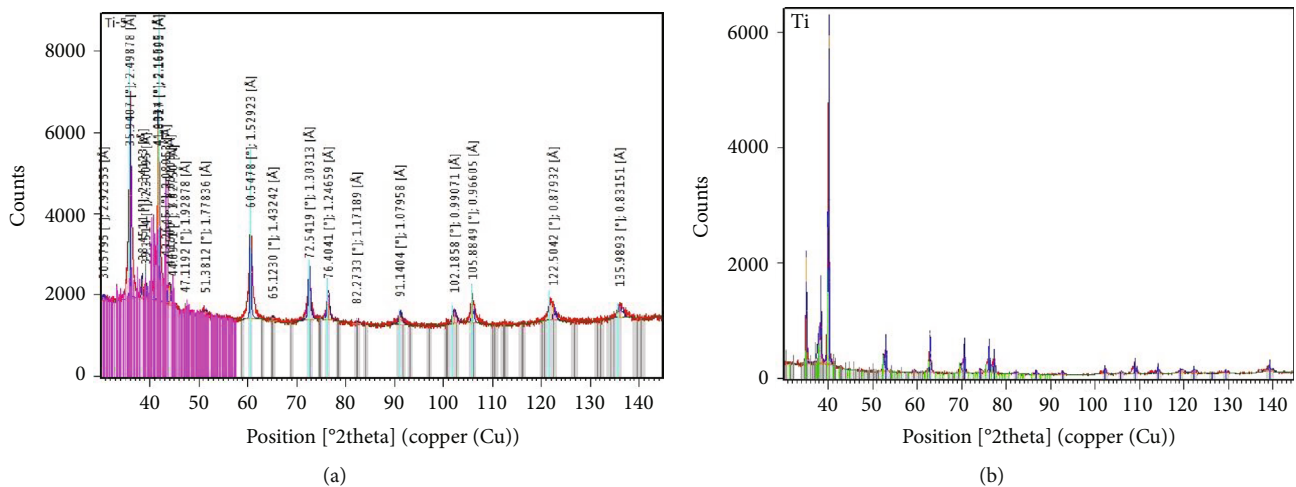 Ti-5
30.5795 [°]; 2.92353 [Å]
35.9407 [°]; 2.49878 [Å]
47.1192 [°]; 1.92878 [Å]
51.3812 [°]; 1.77836 [Å]
60.5478 [°]; 1.52923 [Å]
65.1230 [°]; 1.43242 [Å]
72.5419 [°]; 1.30313 [Å]
76.4041 [°]; 1.24659 [Å]
82.2733 [°]; 1.17189 [Å]
91.1404 [°]; 1.07958 [Å]
102.1858 [°]; 0.99071 [Å]
105.8849 [°]; 0.96605 [Å]
122.5042 [°]; 0.87932 [Å]
135.9893 [°]; 0.83151 [Å]
8000
6000
4000
2000
0
Counts
40 50 60 70 80 90 100 110 120 130 140
Position [°2theta] (copper (Cu))
(a)
Ti
6000
4000
2000
0
Counts
40 50 60 70 80 90 100 110 120 130 140
Position [°2theta] (copper (Cu))
(b)